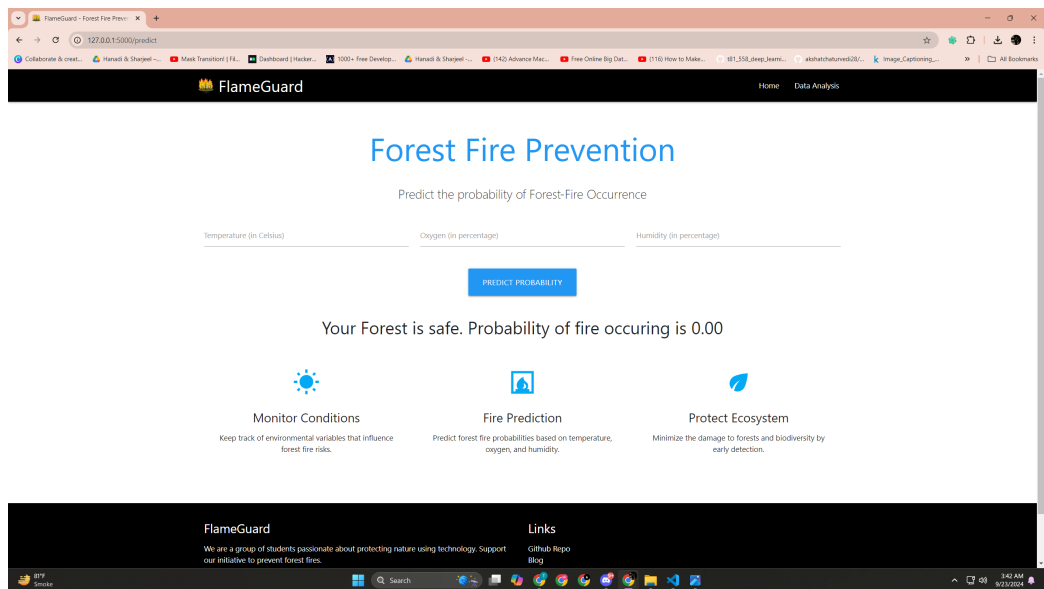 FlameGuard - Forest Fire Preve
127.0.0.1:5000/predict
Collaborate & creat...
Hanadi & Sharjeel –...
Mask Transition! | Fil...
Dashboard | Hacker...
1000+ Free Develop...
Hanadi & Sharjeel -...
(142) Advance Mac...
Free Online Big Dat...
(116) How to Make...
t81_558_deep_learni...
akshatchaturvedi28/...
Image_Captioning_...
All Bookmarks
FlameGuard
Home
Data Analysis
Forest Fire Prevention
Predict the probability of Forest-Fire Occurrence
Temperature (in Celsius)
Oxygen (in percentage)
Humidity (in percentage)
PREDICT PROBABILITY
Your Forest is safe. Probability of fire occuring is 0.00
Monitor Conditions
Keep track of environmental variables that influence
forest fire risks.
Fire Prediction
Predict forest fire probabilities based on temperature,
oxygen, and humidity.
Protect Ecosystem
Minimize the damage to forests and biodiversity by
early detection.
FlameGuard
We are a group of students passionate about protecting nature using technology. Support
our initiative to prevent forest fires.
Links
Github Repo
Blog
81°F
Smoke
Search
3:42 AM
9/23/2024